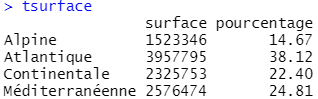 > tsurface
surface pourcentage
Alpine 1523346 14.67
Atlantique 3957795 38.12
Continentale 2325753 22.40
Méditerranéenne 2576474 24.81